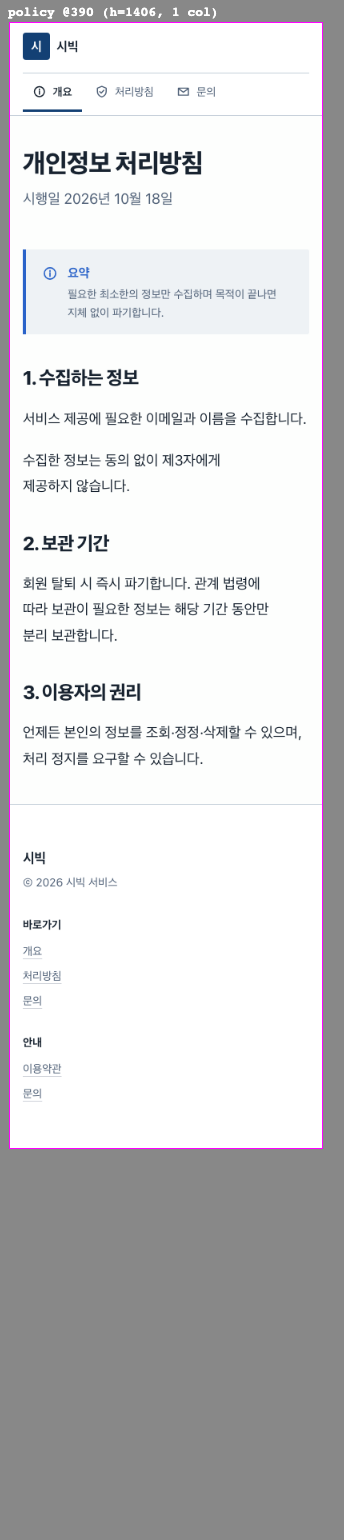 policy @390 (h=1406, 1 col)
시 시빅
개요 처리방침 문의
개인정보 처리방침
시행일 2026년 10월 18일
요약
필요한 최소한의 정보만 수집하며 목적이 끝나면
지체 없이 파기합니다.
1. 수집하는 정보
서비스 제공에 필요한 이메일과 이름을 수집합니다.
수집한 정보는 동의 없이 제3자에게
제공하지 않습니다.
2. 보관 기간
회원 탈퇴 시 즉시 파기합니다. 관계 법령에
따라 보관이 필요한 정보는 해당 기간 동안만
분리 보관합니다.
3. 이용자의 권리
언제든 본인의 정보를 조회·정정·삭제할 수 있으며,
처리 정지를 요구할 수 있습니다.
시빅
© 2026 시빅 서비스
바로가기
개요
처리방침
문의
안내
이용약관
문의